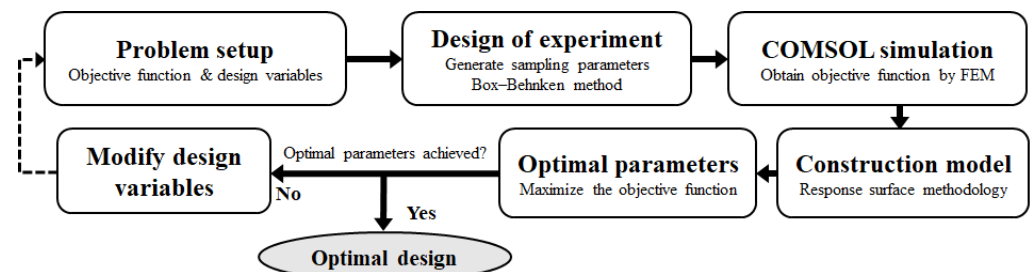 Problem setup
Objective function & design variables
Design of experiment
Generate sampling parameters
Box–Behnken method
COMSOL simulation
Obtain objective function by FEM
Construction model
Response surface methodology
Optimal parameters
Maximize the objective function
Optimal parameters achieved?
No
Yes
Modify design
variables
Optimal design